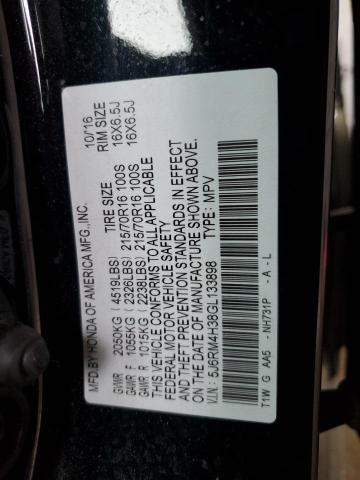 MFD.BY HONDA OF AMERICA MFG.,INC. 10/16
TIRE SIZE RIM SIZE
GVWR 2050KG ( 4519LBS)
GAWR F 1055KG ( 2326LBS) 215/70R16 100S 16X6.5J
GAWR R 1015KG ( 2238LBS) 215/70R16 100S 16X6.5J
THIS VEHICLE CONFORMS TO ALL APPLICABLE
FEDERAL MOTOR VEHICLE SAFETY
AND THEFT PREVENTION STANDARDS IN EFFECT
ON THE DATE OF MANUFACTURE SHOWN ABOVE.
V.I.N.: 5J6RM4H38GL133898 TYPE: MPV
T1W G AA5 - NH731P - A - L